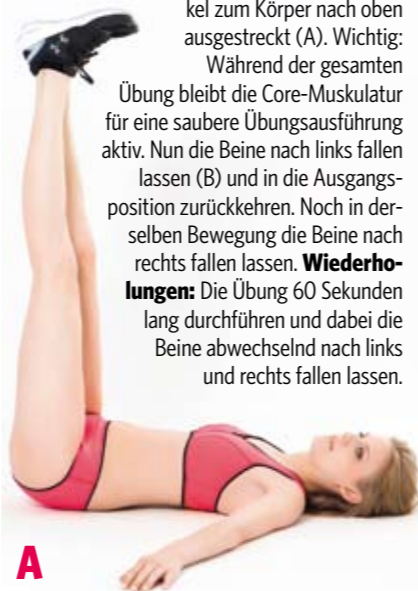 kel zum Körper nach oben
ausgestreckt (A). Wichtig:
Während der gesamten
Übung bleibt die Core-Muskulatur
für eine saubere Übungsausführung
aktiv. Nun die Beine nach links fallen
lassen (B) und in die Ausgangs-
position zurückkehren. Noch in der-
selben Bewegung die Beine nach
rechts fallen lassen. Wiederho-
lungen: Die Übung 60 Sekunden
lang durchführen und dabei die
Beine abwechselnd nach links
und rechts fallen lassen.
A